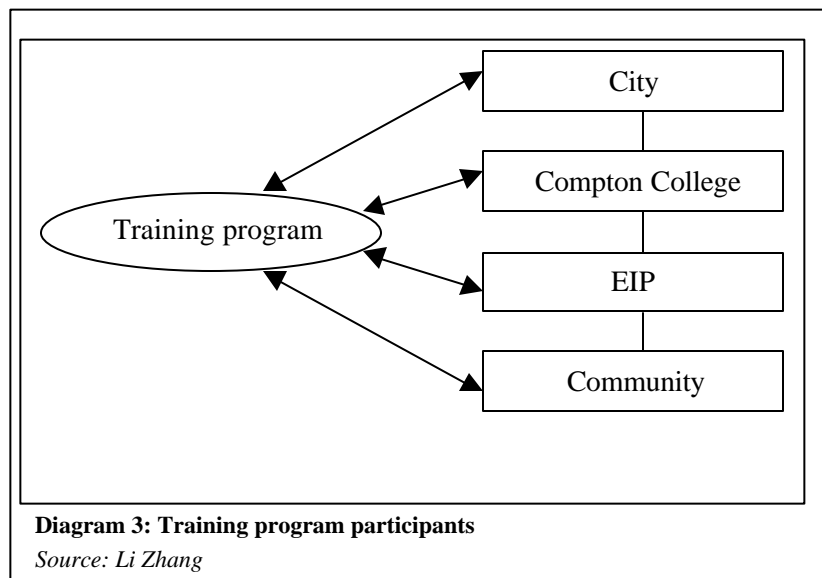 City
Compton College
Training program
EIP
Community
Diagram 3: Training program participants
Source: Li Zhang